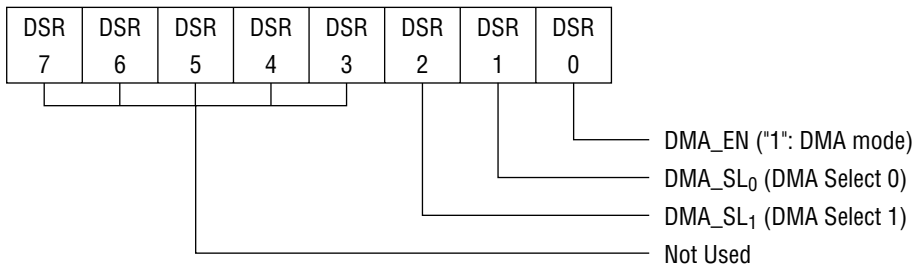 DSR DSR DSR DSR DSR DSR DSR DSR
7 6 5 4 3 2 1 0
DMA_EN ("1": DMA mode)
DMA_SL0 (DMA Select 0)
DMA_SL1 (DMA Select 1)
Not Used